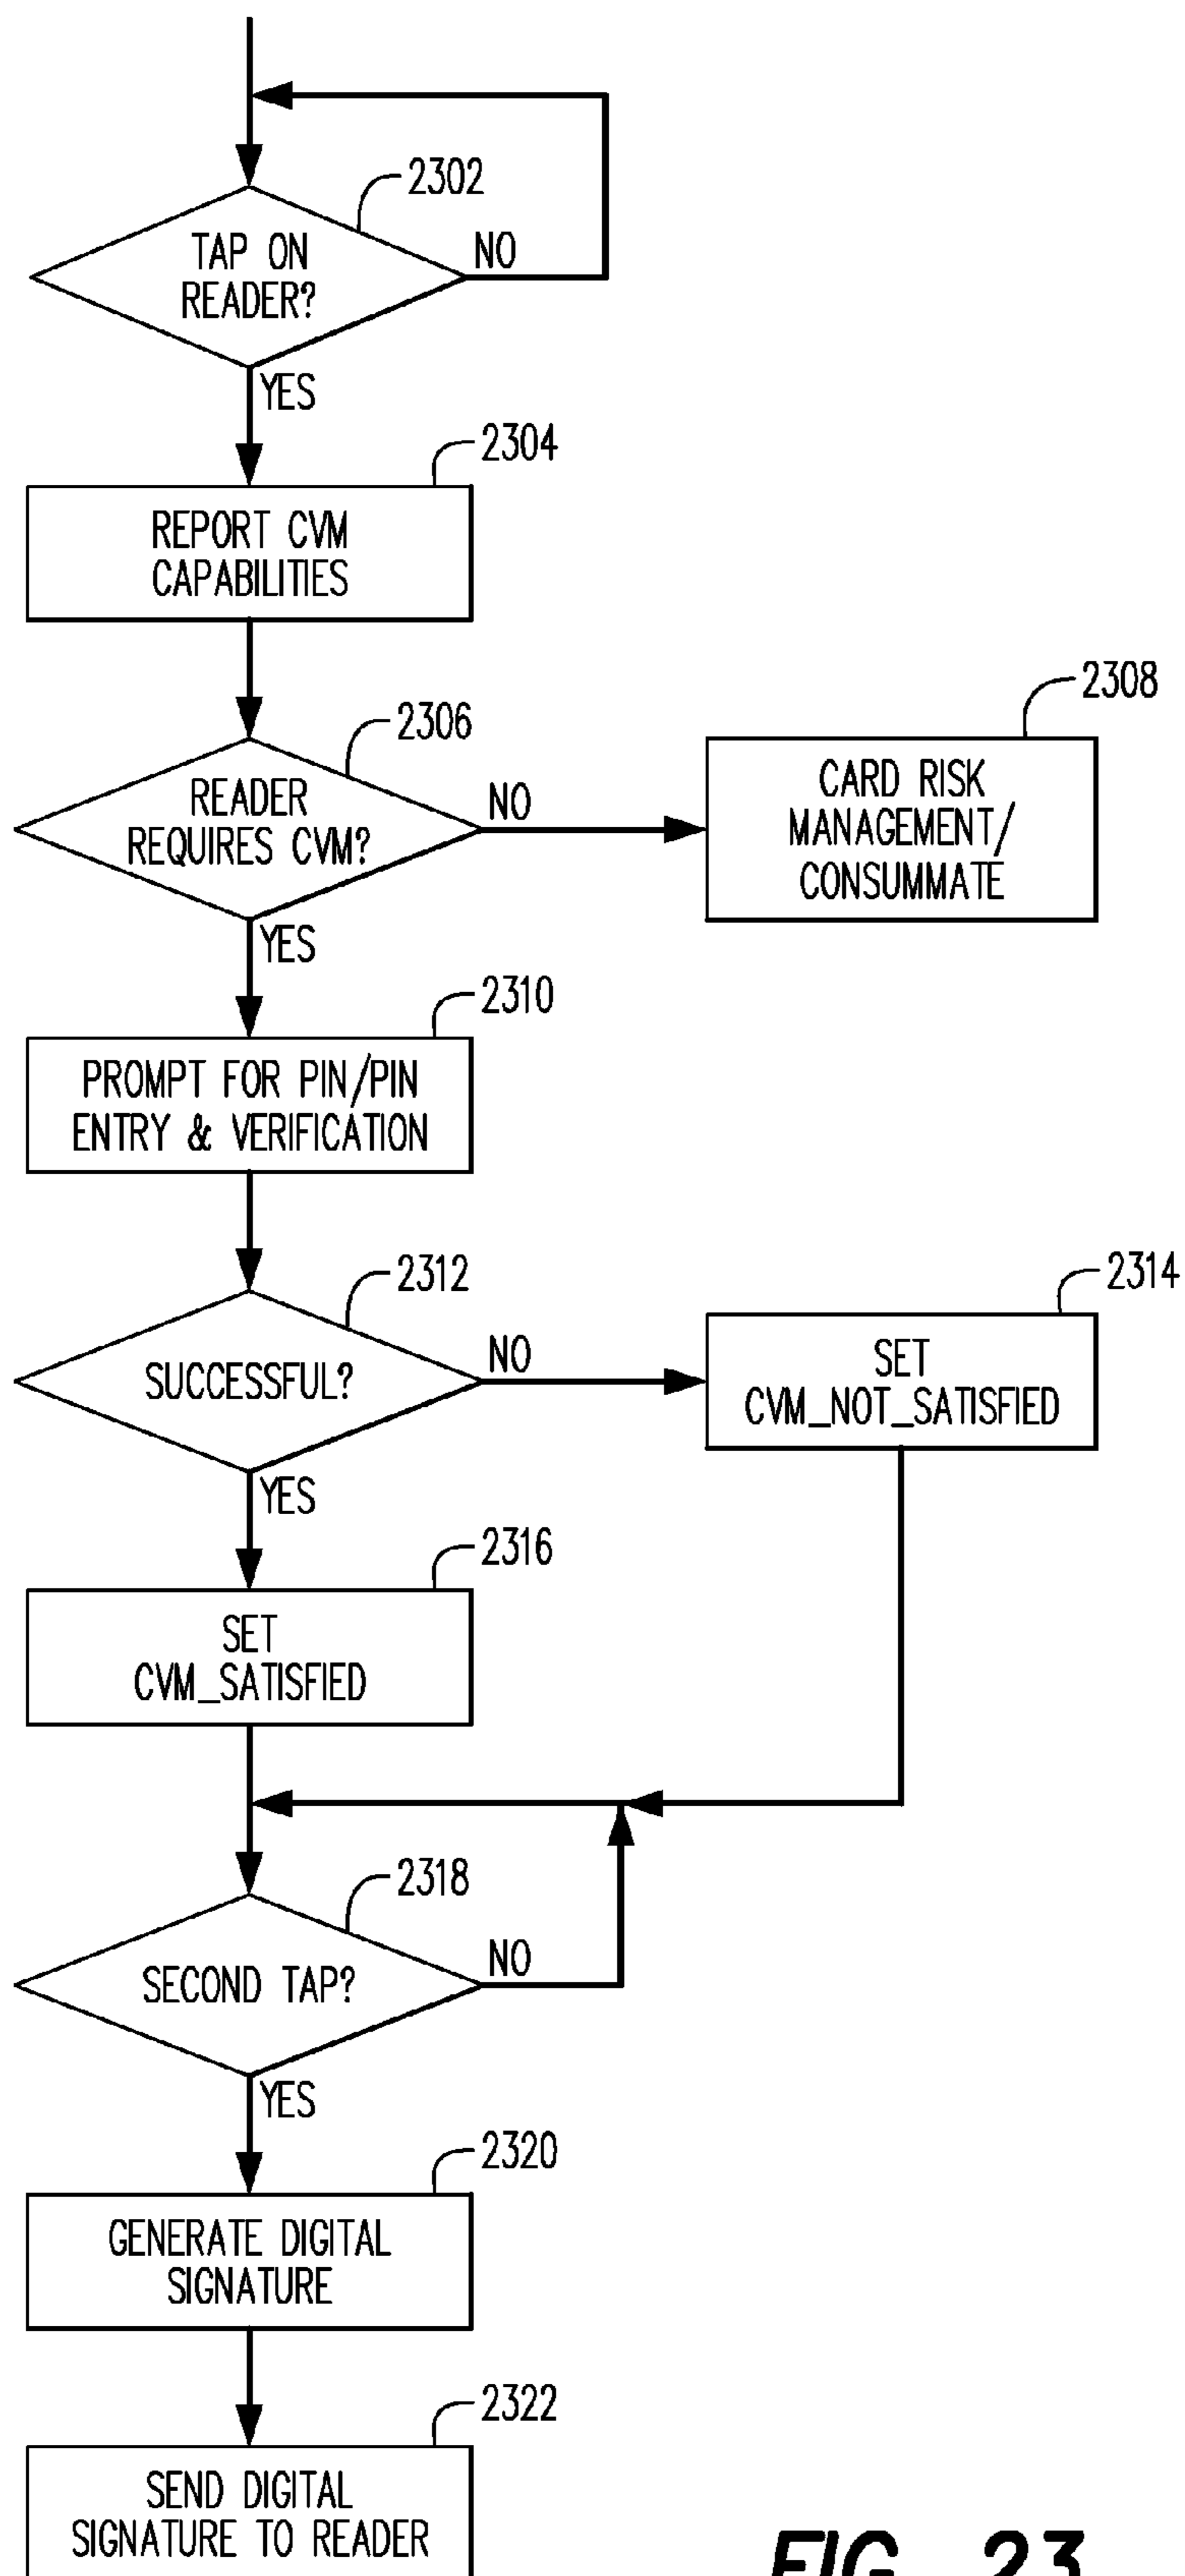 2302
TAP ON
READER?
NO
YES
2304
REPORT CVM
CAPABILITIES
2306
READER
REQUIRES CVM?
NO
YES
2308
CARD RISK
MANAGEMENT/
CONSUMMATE
2310
PROMPT FOR PIN/PIN
ENTRY & VERIFICATION
2312
SUCCESSFUL?
NO
YES
2314
SET
CVM_NOT_SATISFIED
2316
SET
CVM_SATISFIED
2318
SECOND TAP?
NO
YES
2320
GENERATE DIGITAL
SIGNATURE
2322
SEND DIGITAL
SIGNATURE TO READER
FIG. 23